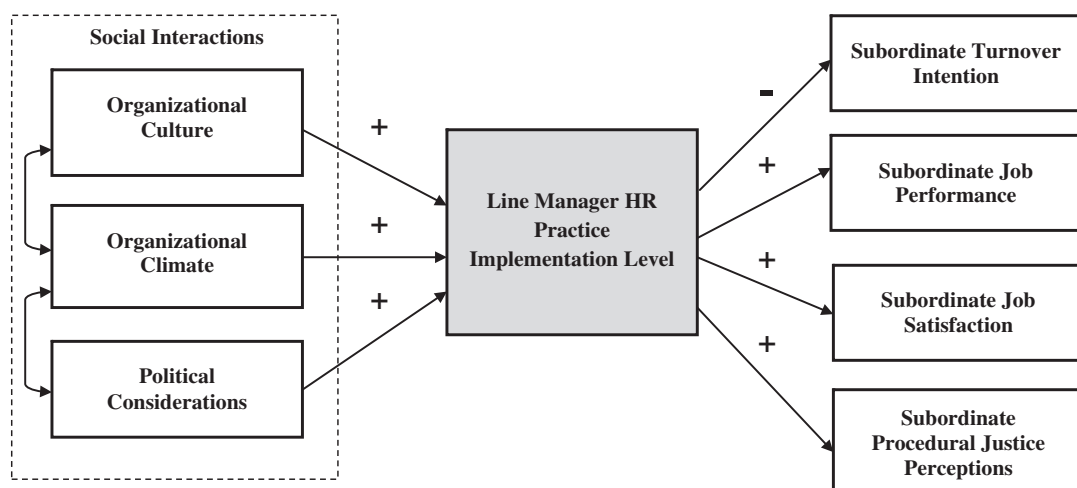 Social Interactions
Organizational
Culture
Organizational
Climate
Political
Considerations
+
+
+
Line Manager HR
Practice
Implementation Level
-
+
+
+
Subordinate Turnover
Intention
Subordinate Job
Performance
Subordinate Job
Satisfaction
Subordinate
Procedural Justice
Perceptions